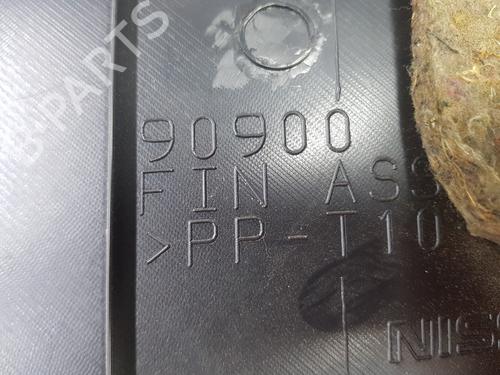 B-PARTS
90900
FIN ASS
>PP-T10
NISS